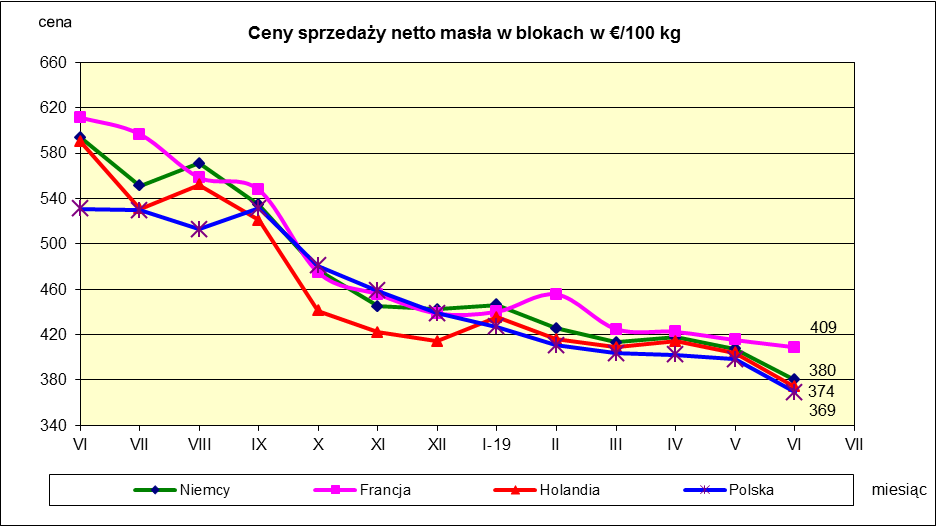 cena
Ceny sprzedaży netto masła w blokach w €/100 kg
660
620
580
540
500
460
420
380
340
409
380
374
369
VI VII VIII IX X XI XII I-19 II III IV V VI VII
Niemcy Francja Holandia Polska
miesiąc